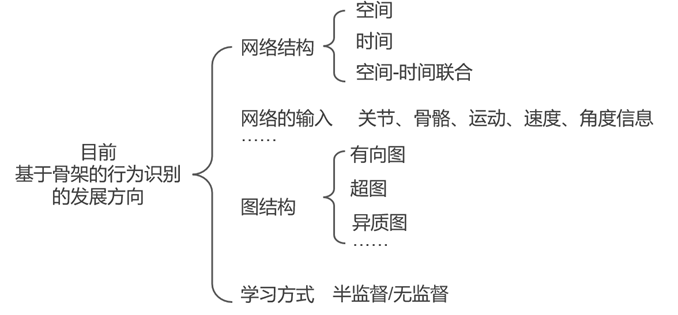 目前
基于骨架的行为识别
的发展方向
网络结构
空间
时间
空间-时间联合
网络的输入 关节、骨骼、运动、速度、角度信息
……
图结构
有向图
超图
异质图
……
学习方式 半监督/无监督